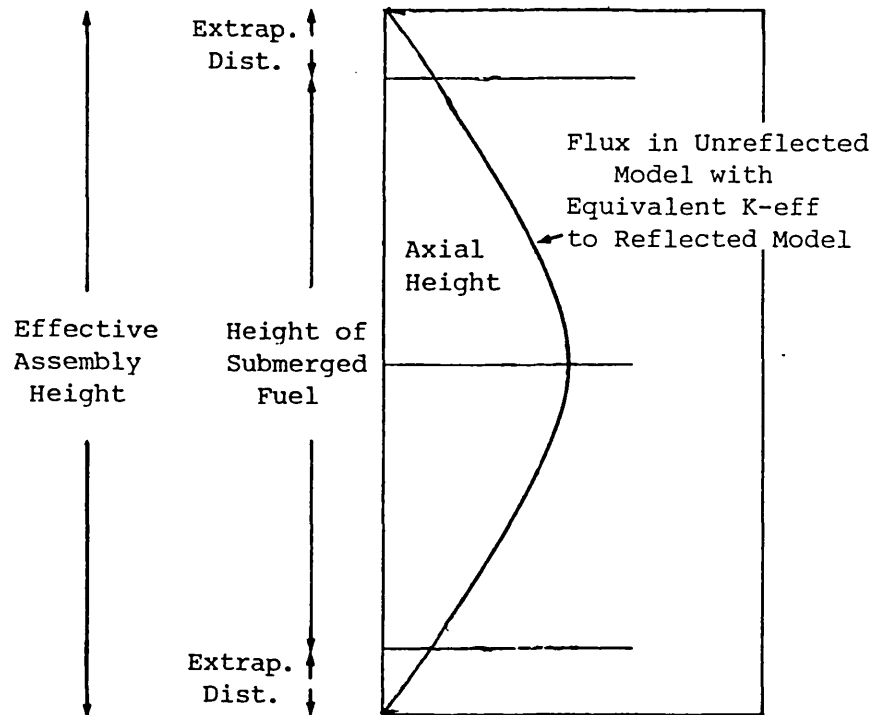 Extrap.
Dist.
Flux in Unreflected
Model with
Equivalent K-eff
to Reflected Model
Axial
Height
Effective
Assembly
Height
Height of
Submerged
Fuel
Extrap.
Dist.